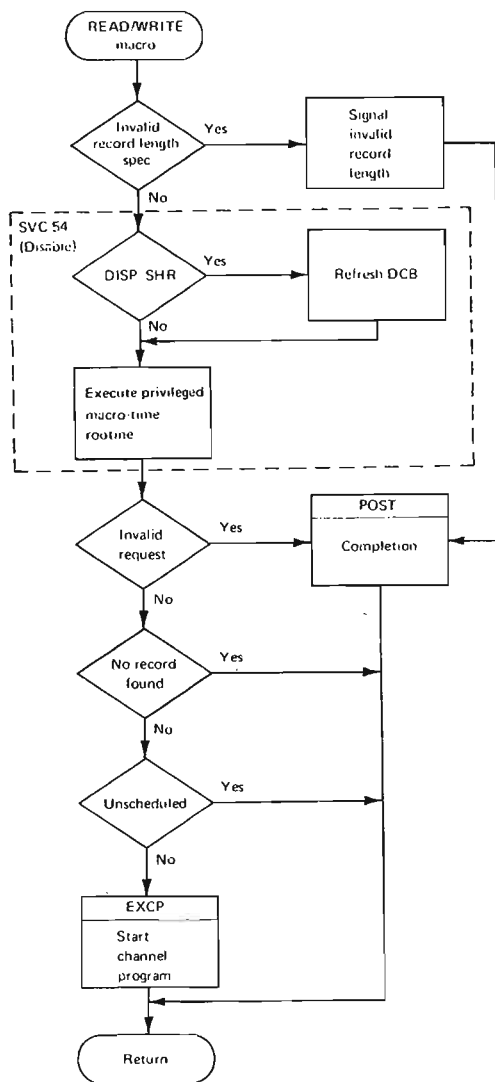 READ/WRITE
macro
Invalid
record length
spec
Yes
Signal
invalid
record
length
No
SVC 54
(Disable)
DISP SHR
Yes
Refresh DCB
No
Execute privileged
macro-time
routine
Invalid
request
Yes
POST
Completion
No
No record
found
Yes
No
Unscheduled
Yes
No
EXCP
Start
channel
program
Return